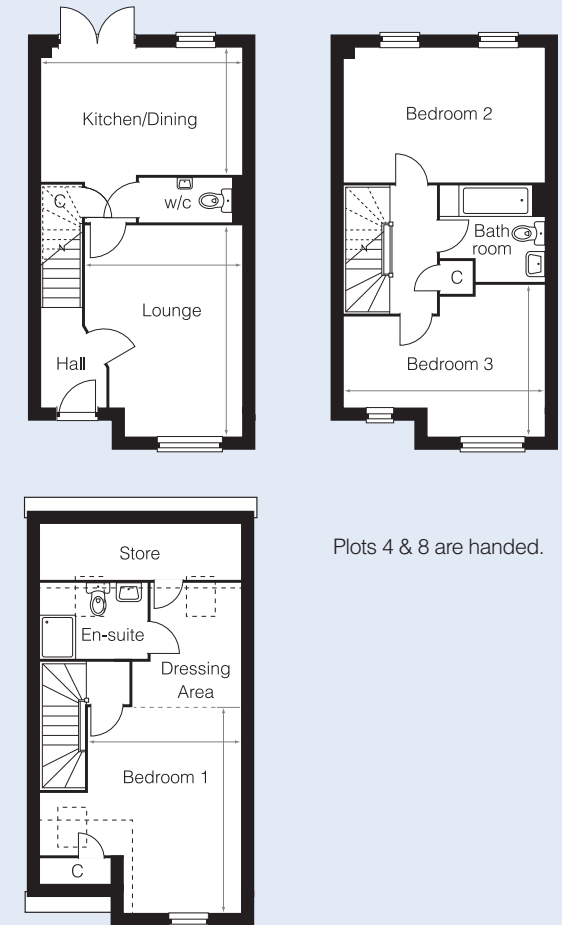 Kitchen/Dining
C
w/c
Lounge
Hall
Bedroom 2
Bath
room
C
Bedroom 3
Store
En-suite
Dressing
Area
Bedroom 1
C
Plots 4 & 8 are handed.